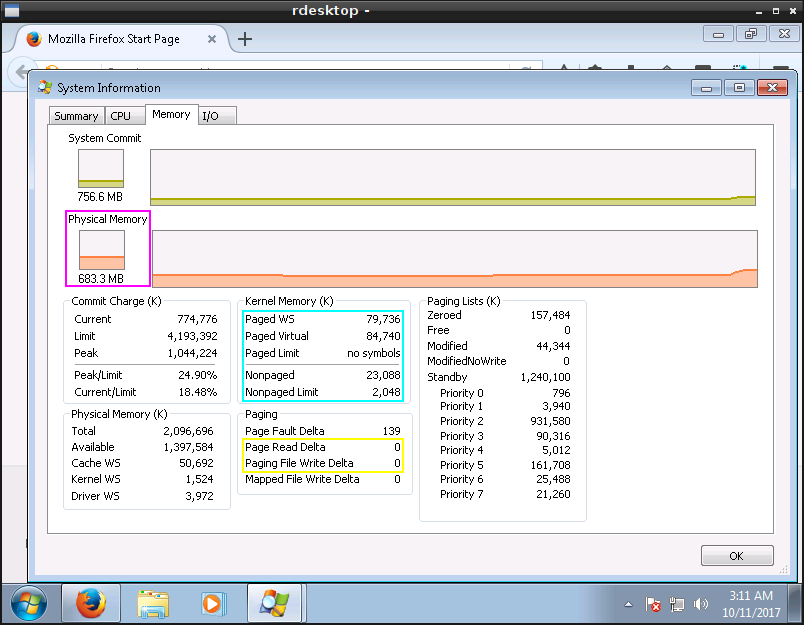 rdesktop -
Mozilla Firefox Start Page
System Information
Summary CPU Memory I/O
System Commit
756.6 MB
Physical Memory
683.3 MB
Commit Charge (K)
Current 774,776
Limit 4,193,392
Peak 1,044,224
Peak/Limit 24.90%
Current/Limit 18.48%
Physical Memory (K)
Total 2,096,696
Available 1,397,584
Cache WS 50,692
Kernel WS 1,524
Driver WS 3,972
Kernel Memory (K)
Paged WS 79,736
Paged Virtual 84,740
Paged Limit no symbols
Nonpaged 23,088
Nonpaged Limit 2,048
Paging
Page Fault Delta 139
Page Read Delta 0
Paging File Write Delta 0
Mapped File Write Delta 0
Paging Lists (K)
Zeroed 157,484
Free 0
Modified 44,344
ModifiedNoWrite 0
Standby 1,240,100
Priority 0 796
Priority 1 3,940
Priority 2 931,580
Priority 3 90,316
Priority 4 5,012
Priority 5 161,708
Priority 6 25,488
Priority 7 21,260
OK
3:11 AM
10/11/2017